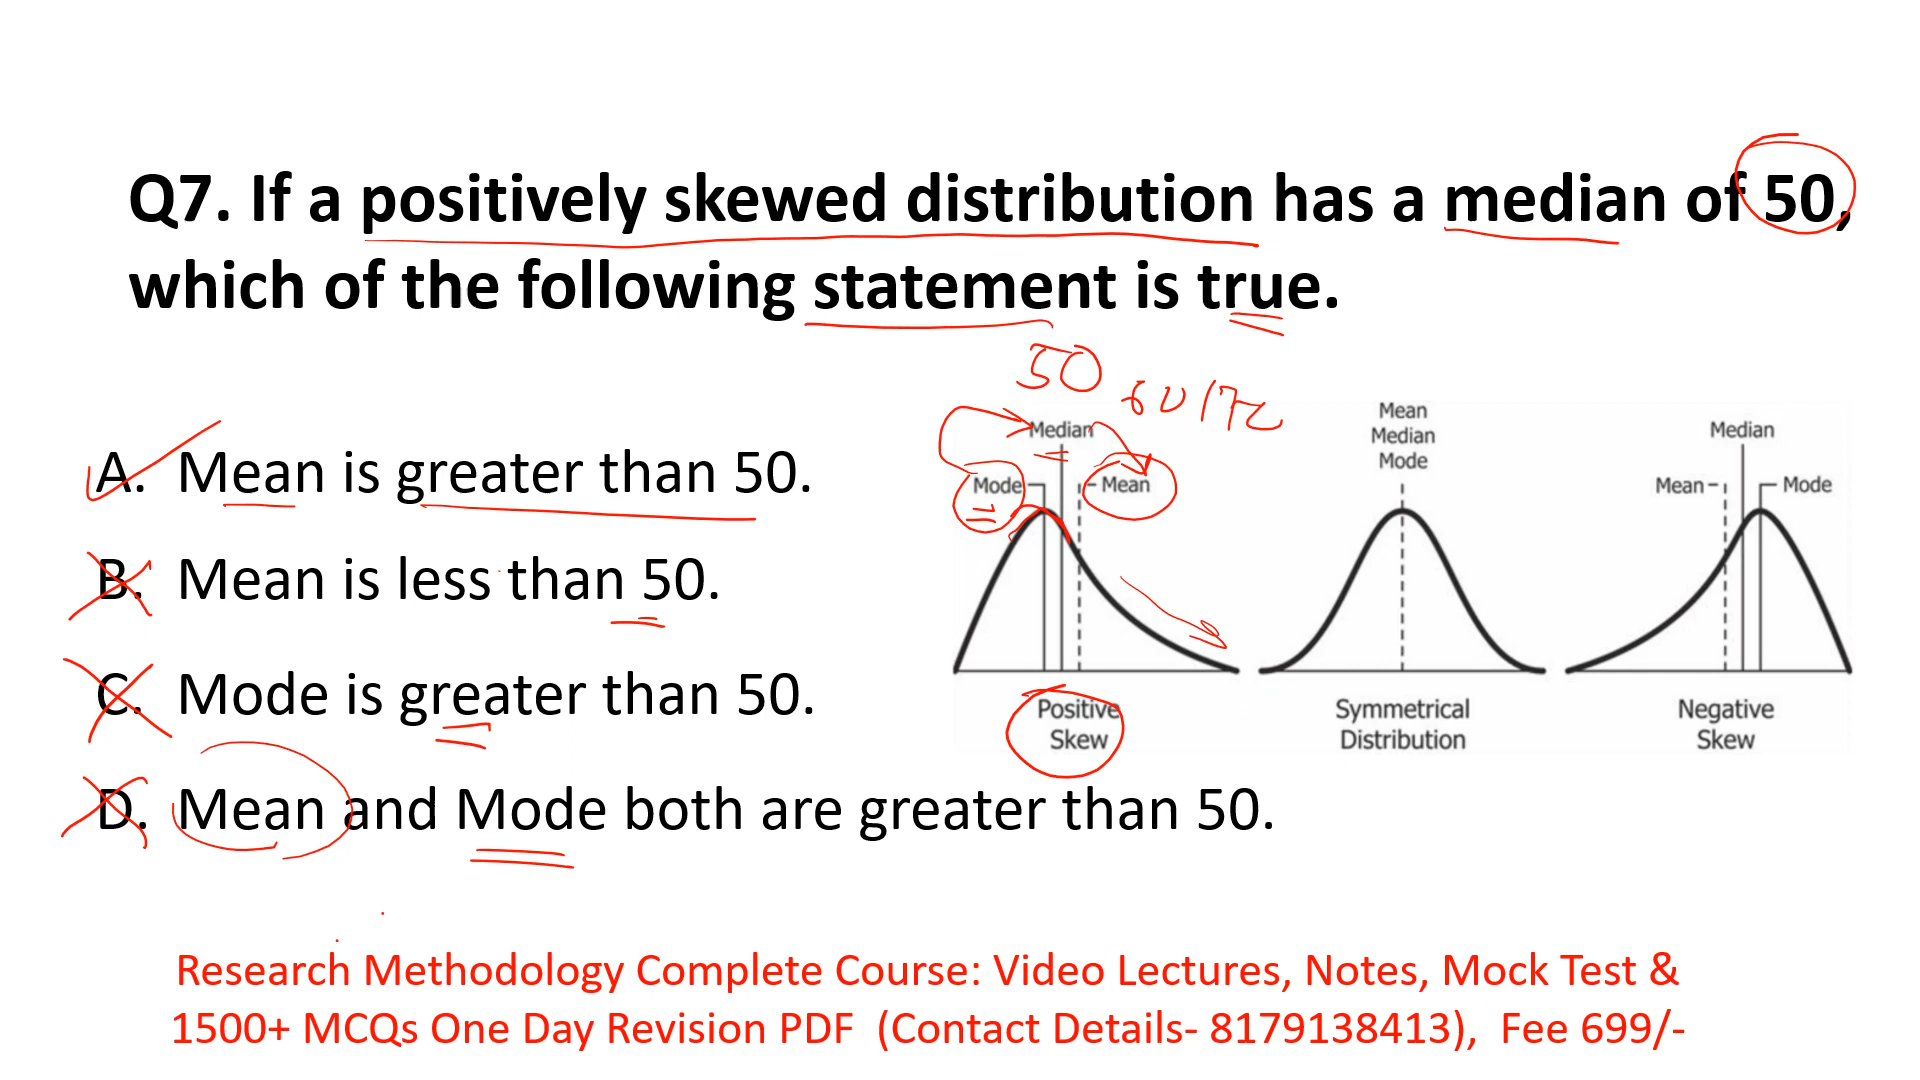 Q7. If a positively skewed distribution has a median of 50,
which of the following statement is true.
50
60/70
A. Mean is greater than 50.
B. Mean is less than 50.
C. Mode is greater than 50.
D. Mean and Mode both are greater than 50.
Median
Mode
Mean
Positive
Skew
Mean
Median
Mode
Symmetrical
Distribution
Median
Mean
Mode
Negative
Skew
Research Methodology Complete Course: Video Lectures, Notes, Mock Test &
1500+ MCQs One Day Revision PDF (Contact Details- 8179138413), Fee 699/-